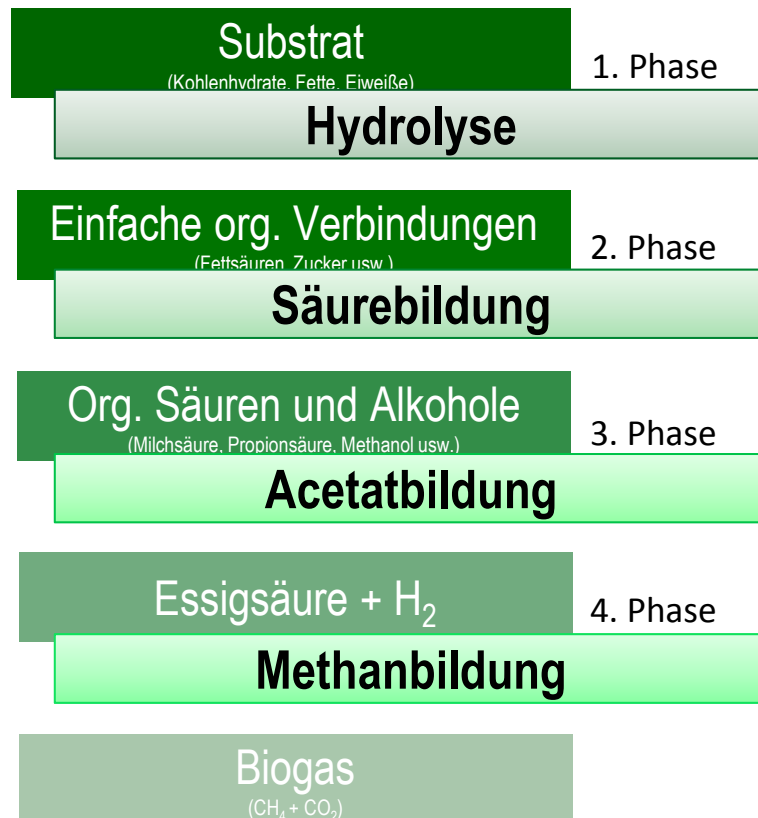 Substrat
(Kohlenhydrate, Fette, Eiweiße)
1. Phase
Hydrolyse
Einfache org. Verbindungen
(Fettsäuren, Zucker usw.)
2. Phase
Säurebildung
Org. Säuren und Alkohole
(Milchsäure, Propionsäure, Methanol usw.)
3. Phase
Acetatbildung
Essigsäure + H₂
4. Phase
Methanbildung
Biogas
(CH₄ + CO₂)